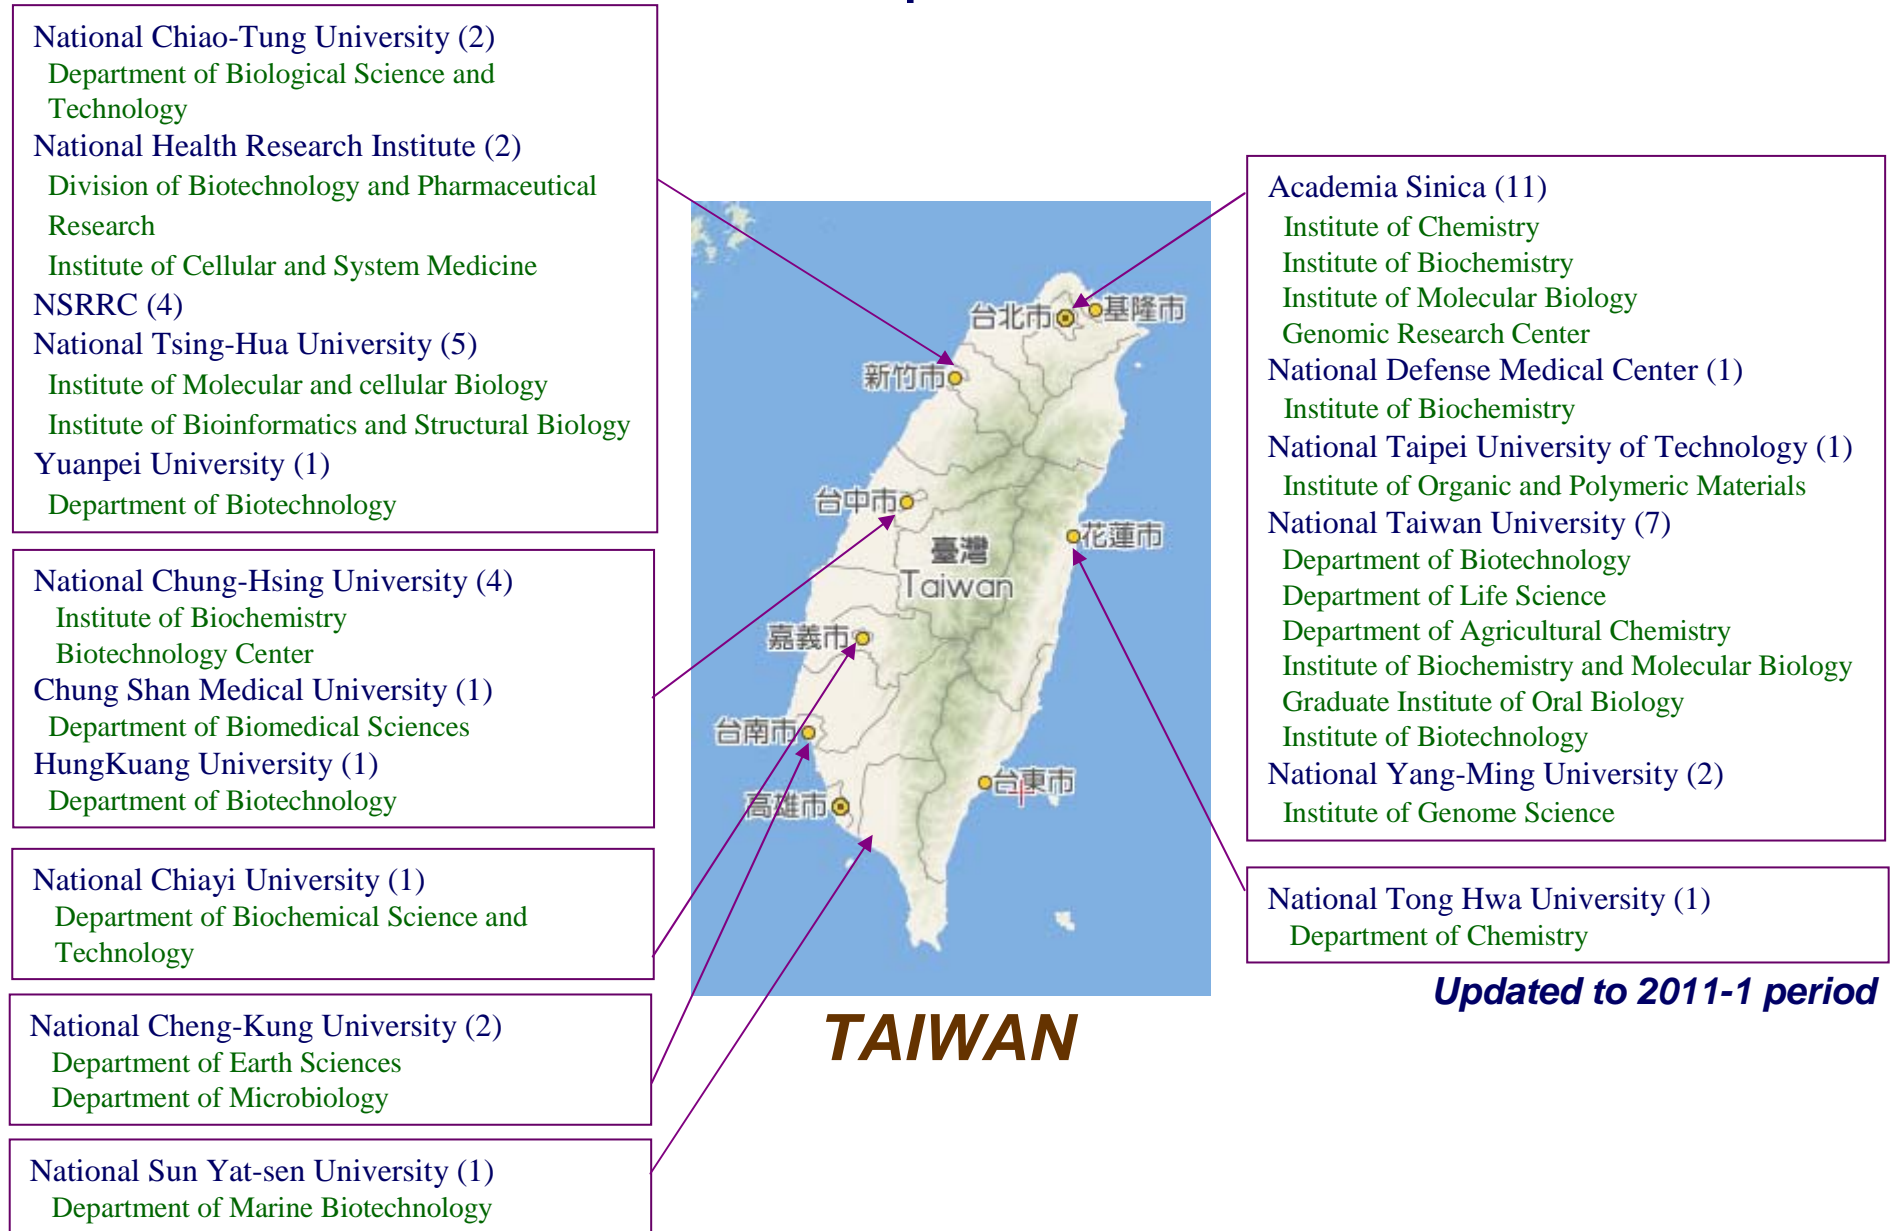 National Chiao-Tung University (2)
Department of Biological Science and
Technology
National Health Research Institute (2)
Division of Biotechnology and Pharmaceutical
Research
Institute of Cellular and System Medicine
NSRRC (4)
National Tsing-Hua University (5)
Institute of Molecular and cellular Biology
Institute of Bioinformatics and Structural Biology
Yuanpei University (1)
Department of Biotechnology
National Chung-Hsing University (4)
Institute of Biochemistry
Biotechnology Center
Chung Shan Medical University (1)
Department of Biomedical Sciences
HungKuang University (1)
Department of Biotechnology
National Chiayi University (1)
Department of Biochemical Science and
Technology
National Cheng-Kung University (2)
Department of Earth Sciences
Department of Microbiology
National Sun Yat-sen University (1)
Department of Marine Biotechnology
台北市
基隆市
新竹市
台中市
花蓮市
臺灣
Taiwan
嘉義市
台南市
台東市
高雄市
TAIWAN
Academia Sinica (11)
Institute of Chemistry
Institute of Biochemistry
Institute of Molecular Biology
Genomic Research Center
National Defense Medical Center (1)
Institute of Biochemistry
National Taipei University of Technology (1)
Institute of Organic and Polymeric Materials
National Taiwan University (7)
Department of Biotechnology
Department of Life Science
Department of Agricultural Chemistry
Institute of Biochemistry and Molecular Biology
Graduate Institute of Oral Biology
Institute of Biotechnology
National Yang-Ming University (2)
Institute of Genome Science
National Tong Hwa University (1)
Department of Chemistry
Updated to 2011-1 period